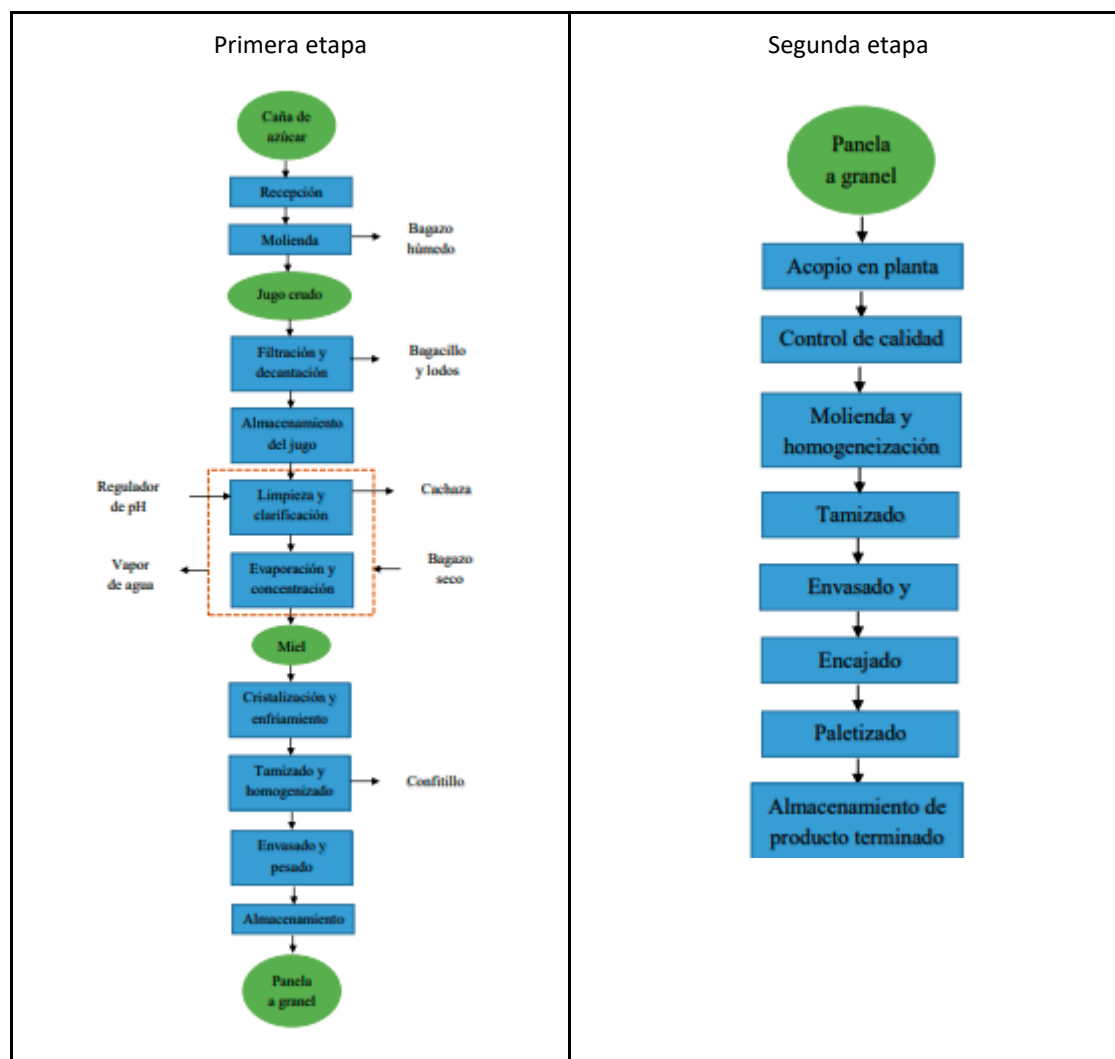 Primera etapa
Caña de
azúcar
Recepción
Molienda
Bagazo
húmedo
Jugo crudo
Filtración y
decantación
Bagacillo
y lodos
Almacenamiento
del jugo
Regulador
de pH
Limpieza y
clarificación
Cachaza
Vapor
de agua
Evaporación y
concentración
Bagazo
seco
Miel
Cristalización y
enfriamiento
Tamizado y
homogenizado
Confitillo
Envasado y
pesado
Almacenamiento
Panela
a granel
Segunda etapa
Panela
a granel
Acopio en planta
Control de calidad
Molienda y
homogeneización
Tamizado
Envasado y
Encajado
Paletizado
Almacenamiento de
producto terminado